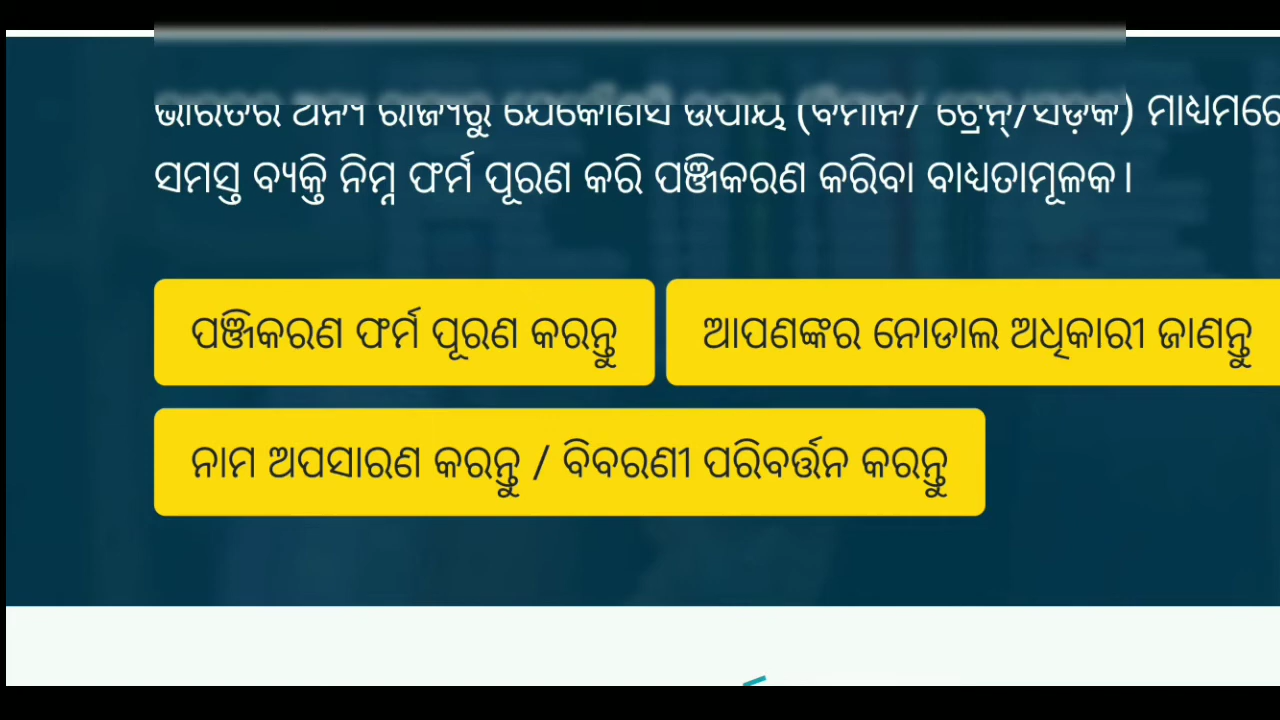 ଭାରତର ଅନ୍ୟ ରାଜ୍ୟରୁ ଯେକୌଣସି ଉପାୟ (ବିମାନ/ ଟ୍ରେନ୍/ସଡ଼କ) ମାଧ୍ୟମରେ
ସମସ୍ତ ବ୍ୟକ୍ତି ନିମ୍ନ ଫର୍ମ ପୂରଣ କରି ପଞ୍ଜିକରଣ କରିବା ବାଧ୍ୟତାମୂଳକ।
ପଞ୍ଜିକରଣ ଫର୍ମ ପୂରଣ କରନ୍ତୁ ଆପଣଙ୍କର ନୋଡାଲ ଅଧିକାରୀ ଜାଣନ୍ତୁ
ନାମ ଅପସାରଣ କରନ୍ତୁ / ବିବରଣୀ ପରିବର୍ତ୍ତନ କରନ୍ତୁ